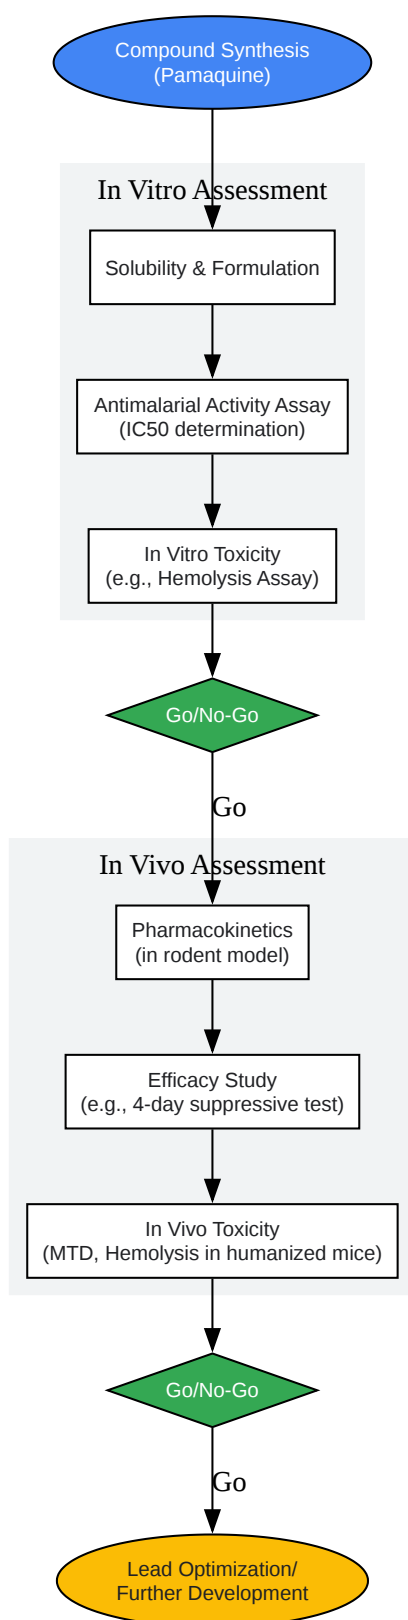 Compound Synthesis
(Pamaquine)
In Vitro Assessment
Solubility & Formulation
Antimalarial Activity Assay
(IC50 determination)
In Vitro Toxicity
(e.g., Hemolysis Assay)
Go/No-Go
Go
In Vivo Assessment
Pharmacokinetics
(in rodent model)
Efficacy Study
(e.g., 4-day suppressive test)
In Vivo Toxicity
(MTD, Hemolysis in humanized mice)
Go/No-Go
Go
Lead Optimization/
Further Development